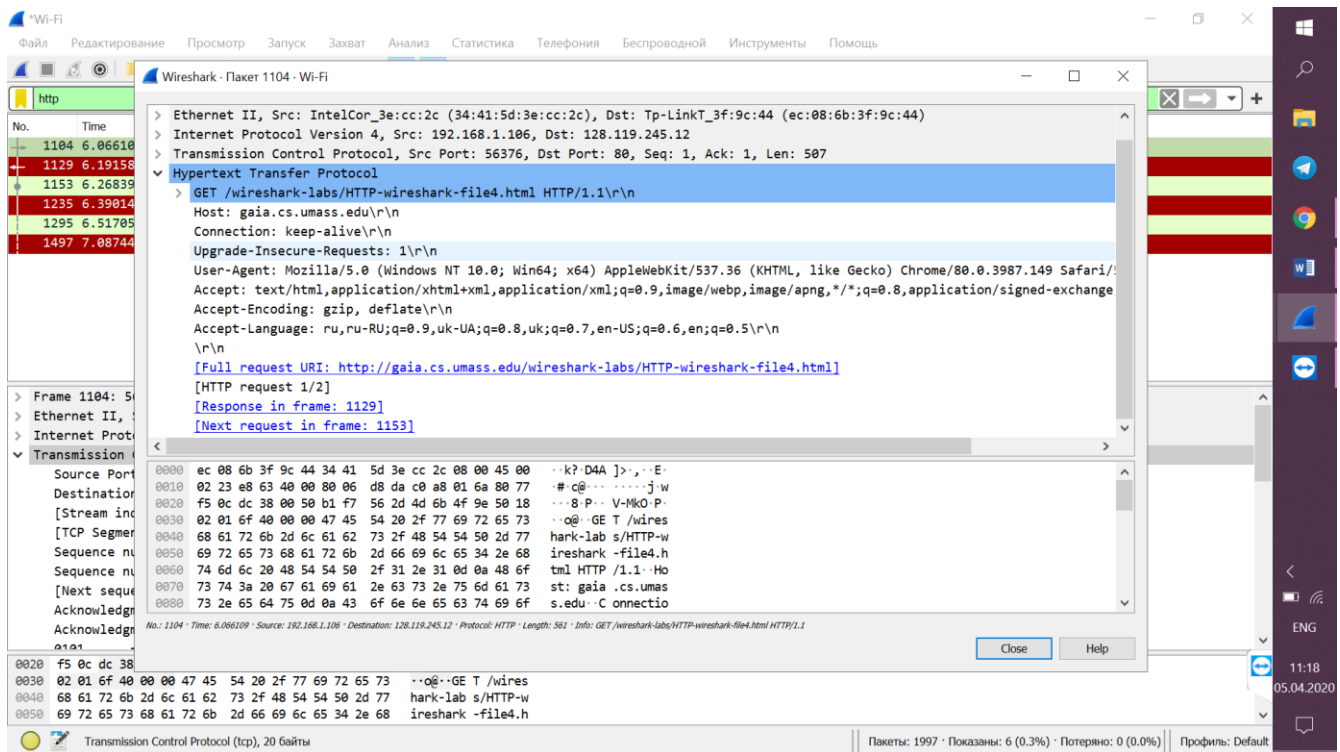 *Wi-Fi
Файл Редактирование Просмотр Запуск Захват Анализ Статистика Телефония Беспроводной Инструменты Помощь
Wireshark · Пакет 1104 · Wi-Fi
http
No. Time
1104 6.06610
1129 6.19158
1153 6.26839
1235 6.39014
1295 6.51705
1497 7.08744
Ethernet II, Src: IntelCor_3e:cc:2c (34:41:5d:3e:cc:2c), Dst: Tp-LinkT_3f:9c:44 (ec:08:6b:3f:9c:44)
Internet Protocol Version 4, Src: 192.168.1.106, Dst: 128.119.245.12
Transmission Control Protocol, Src Port: 56376, Dst Port: 80, Seq: 1, Ack: 1, Len: 507
Hypertext Transfer Protocol
GET /wireshark-labs/HTTP-wireshark-file4.html HTTP/1.1\r\n
Host: gaia.cs.umass.edu\r\n
Connection: keep-alive\r\n
Upgrade-Insecure-Requests: 1\r\n
User-Agent: Mozilla/5.0 (Windows NT 10.0; Win64; x64) AppleWebKit/537.36 (KHTML, like Gecko) Chrome/80.0.3987.149 Safari/
Accept: text/html,application/xhtml+xml,application/xml;q=0.9,image/webp,image/apng,*/*;q=0.8,application/signed-exchange
Accept-Encoding: gzip, deflate\r\n
Accept-Language: ru,ru-RU;q=0.9,uk-UA;q=0.8,uk;q=0.7,en-US;q=0.6,en;q=0.5\r\n
\r\n
[Full request URI: http://gaia.cs.umass.edu/wireshark-labs/HTTP-wireshark-file4.html]
[HTTP request 1/2]
[Response in frame: 1129]
[Next request in frame: 1153]
0000 ec 08 6b 3f 9c 44 34 41 5d 3e cc 2c 08 00 45 00 ··k?·D4A ]>·,··E·
0010 02 23 e8 63 40 00 80 06 d8 da c0 a8 01 6a 80 77 ·#·c@··· ·····j·w
0020 f5 0c dc 38 00 50 b1 f7 56 2d 4d 6b 4f 9e 50 18 ···8·P·· V-MkO·P·
0030 02 01 6f 40 00 00 47 45 54 20 2f 77 69 72 65 73 ··o@··GE T /wires
0040 68 61 72 6b 2d 6c 61 62 73 2f 48 54 54 50 2d 77 hark-lab s/HTTP-w
0050 69 72 65 73 68 61 72 6b 2d 66 69 6c 65 34 2e 68 ireshark -file4.h
0060 74 6d 6c 20 48 54 54 50 2f 31 2e 31 0d 0a 48 6f tml HTTP /1.1··Ho
0070 73 74 3a 20 67 61 69 61 2e 63 73 2e 75 6d 61 73 st: gaia .cs.umas
0080 73 2e 65 64 75 0d 0a 43 6f 6e 6e 65 63 74 69 6f s.edu··C onnectio
No.: 1104 · Time: 6.066109 · Source: 192.168.1.106 · Destination: 128.119.245.12 · Protocol: HTTP · Length: 561 · Info: GET /wireshark-labs/HTTP-wireshark-file4.html HTTP/1.1
Close Help
Frame 1104: 5
Ethernet II,
Internet Prot
Transmission
Source Port
Destination
[Stream ind
[TCP Segmen
Sequence nu
Sequence nu
[Next seque
Acknowledgm
Acknowledgm
0101
0020 f5 0c dc 38
0030 02 01 6f 40 00 00 47 45 54 20 2f 77 69 72 65 73 ··o@··GE T /wires
0040 68 61 72 6b 2d 6c 61 62 73 2f 48 54 54 50 2d 77 hark-lab s/HTTP-w
0050 69 72 65 73 68 61 72 6b 2d 66 69 6c 65 34 2e 68 ireshark -file4.h
Transmission Control Protocol (tcp), 20 байты
Пакеты: 1997 · Показаны: 6 (0.3%) · Потеряно: 0 (0.0%)
Профиль: Default
ENG
11:18
05.04.2020